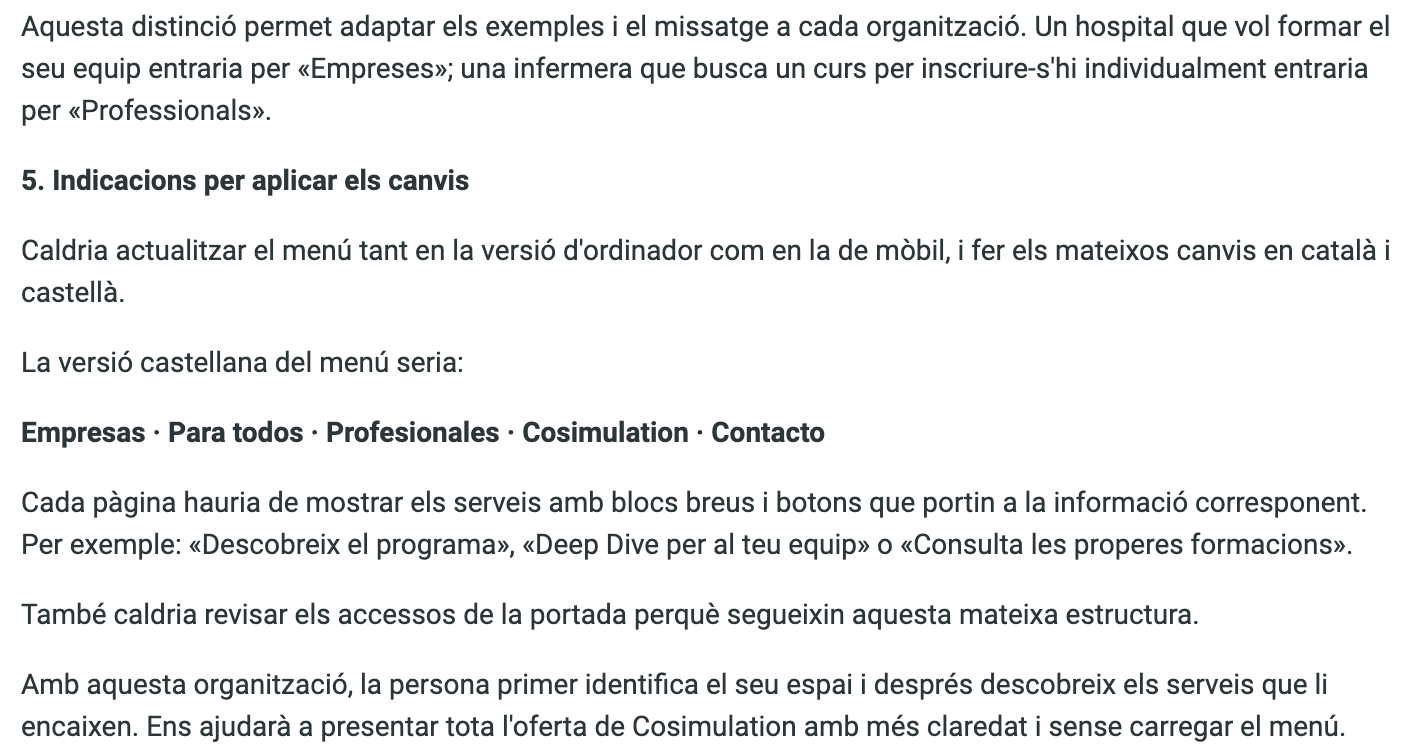 Aquesta distinció permet adaptar els exemples i el missatge a cada organització. Un hospital que vol formar el
seu equip entraria per «Empreses»; una infermera que busca un curs per inscriure-s'hi individualment entraria
per «Professionals».
5. Indicacions per aplicar els canvis
Caldria actualitzar el menú tant en la versió d'ordinador com en la de mòbil, i fer els mateixos canvis en català i
castellà.
La versió castellana del menú seria:
Empresas · Para todos · Profesionales · Cosimulation · Contacto
Cada pàgina hauria de mostrar els serveis amb blocs breus i botons que portin a la informació corresponent.
Per exemple: «Descobreix el programa», «Deep Dive per al teu equip» o «Consulta les properes formacions».
També caldria revisar els accessos de la portada perquè segueixin aquesta mateixa estructura.
Amb aquesta organització, la persona primer identifica el seu espai i després descobreix els serveis que li
encaixen. Ens ajudarà a presentar tota l'oferta de Cosimulation amb més claredat i sense carregar el menú.